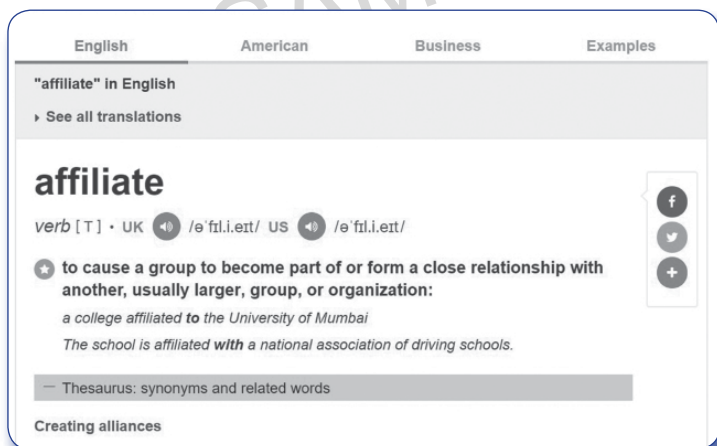 English American Business Examples
"affiliate" in English
▸ See all translations
affiliate
verb [T] • UK /əˈfɪl.i.eɪt/ US /əˈfɪl.i.eɪt/
to cause a group to become part of or form a close relationship with
another, usually larger, group, or organization:
a college affiliated to the University of Mumbai
The school is affiliated with a national association of driving schools.
— Thesaurus: synonyms and related words
Creating alliances